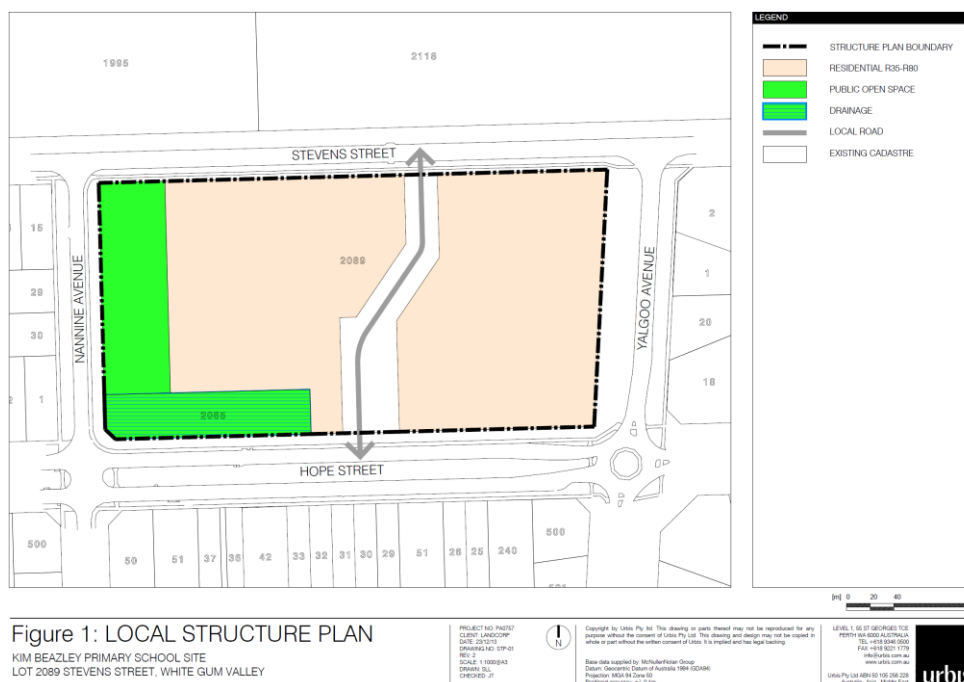 LEGEND
STRUCTURE PLAN BOUNDARY
RESIDENTIAL R35-R80
PUBLIC OPEN SPACE
DRAINAGE
LOCAL ROAD
EXISTING CADASTRE
1995
2118
STEVENS STREET
NANNINE AVENUE
YALGOO AVENUE
HOPE STREET
2089
2065
15
29
30
2
1
2
1
20
18
500
50
51
37
36
42
33
32
31
30
29
51
26
25
240
500
501
[m] 0 20 40
Figure 1: LOCAL STRUCTURE PLAN
KIM BEAZLEY PRIMARY SCHOOL SITE
LOT 2089 STEVENS STREET, WHITE GUM VALLEY
PROJECT NO: PA0757
CLIENT: LANDCORP
DATE: 23/12/13
DRAWING NO: STP-01
REV: 2
SCALE: 1:1000@A3
DRAWN: SLL
CHECKED: JT
N
Copyright by Urbis Pty ltd. This drawing or parts thereof may not be reproduced for any
purpose without the consent of Urbis Pty Ltd. This drawing and design may not be copied in
whole or part without the written consent of Urbis. It is implied and has legal backing.
Base data supplied by: McNullenNolan Group
Datum: Geocentric Datum of Australia 1994 (GDA94)
Projection: MGA 94 Zone 50
LEVEL 1, 55 ST GEORGES TCE
PERTH WA 6000 AUSTRALIA
TEL +618 9346 0500
FAX +618 9221 1779
info@urbis.com.au
www.urbis.com.au
Urbis Pty Ltd ABN 50 105 256 228
urbis